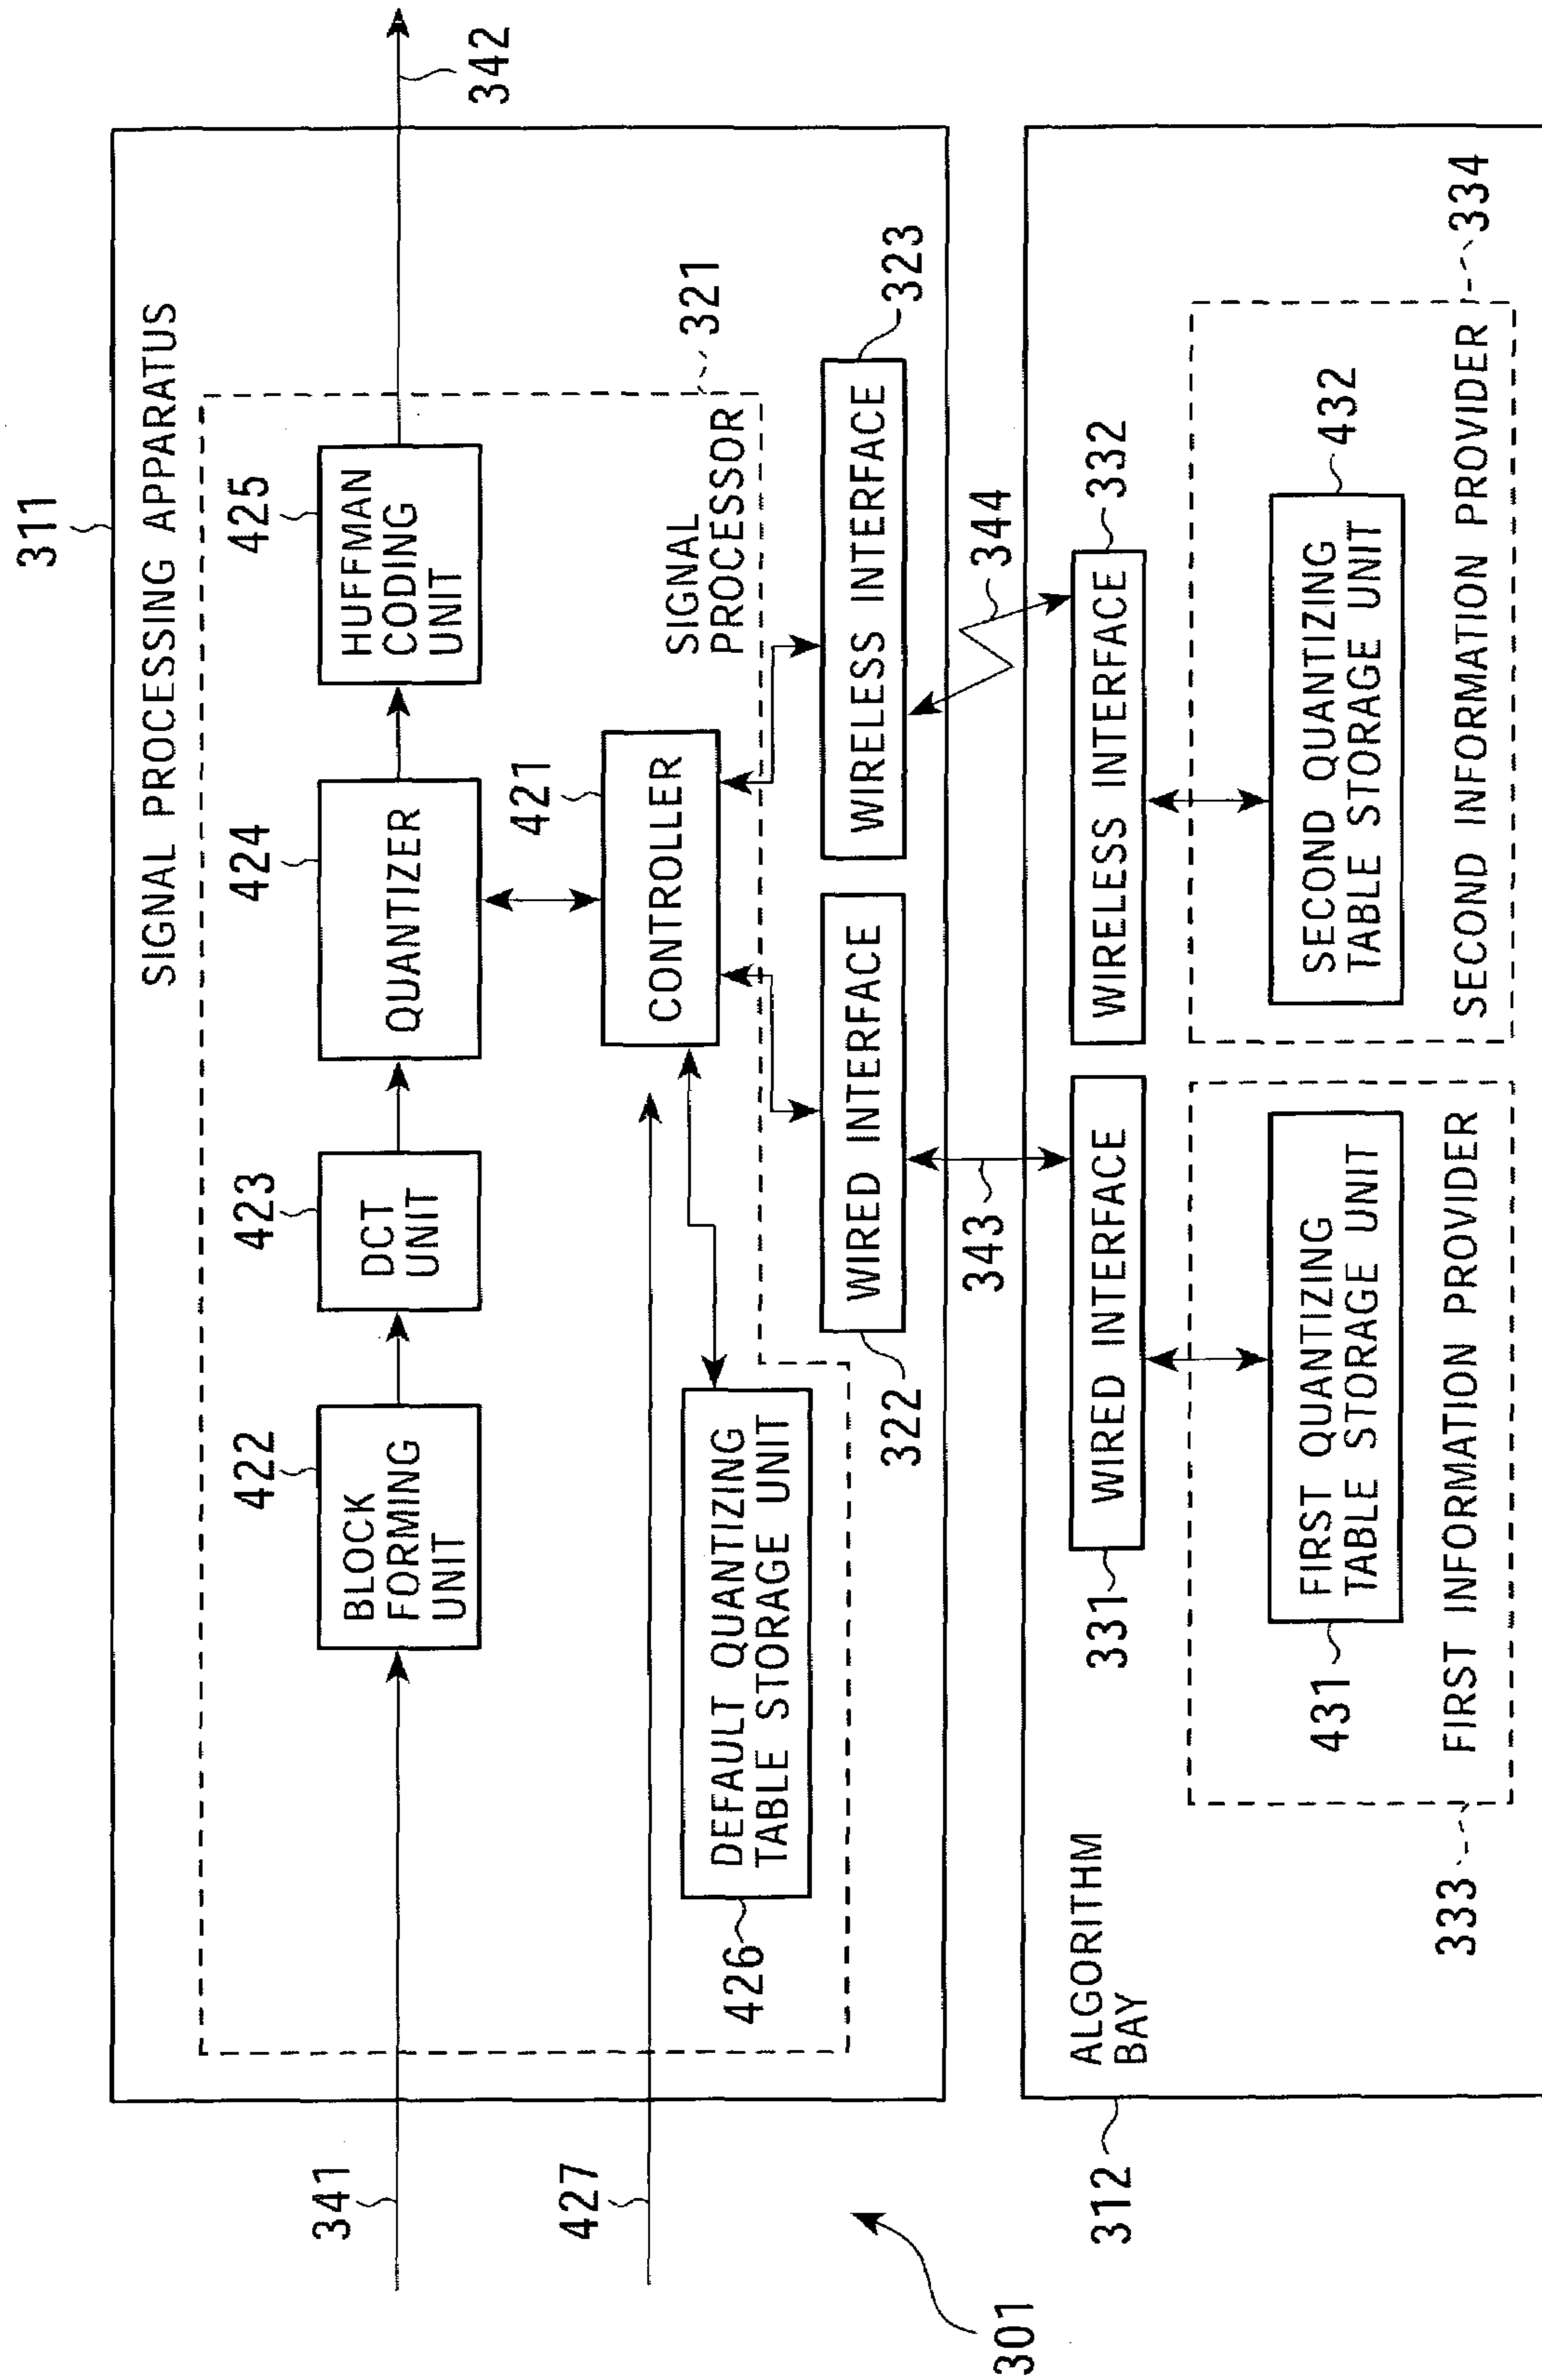 311
SIGNAL PROCESSING APPARATUS
341
422
BLOCK
FORMING
UNIT
423
DCT
UNIT
424
QUANTIZER
425
HUFFMAN
CODING
UNIT
342
427
421
CONTROLLER
SIGNAL
PROCESSOR
321
426
DEFAULT QUANTIZING
TABLE STORAGE UNIT
322
WIRED INTERFACE
WIRELESS INTERFACE
323
301
343
344
312
ALGORITHM
BAY
331
WIRED INTERFACE
WIRELESS INTERFACE
332
431
FIRST QUANTIZING
TABLE STORAGE UNIT
SECOND QUANTIZING
TABLE STORAGE UNIT
432
333
FIRST INFORMATION PROVIDER
SECOND INFORMATION PROVIDER
334